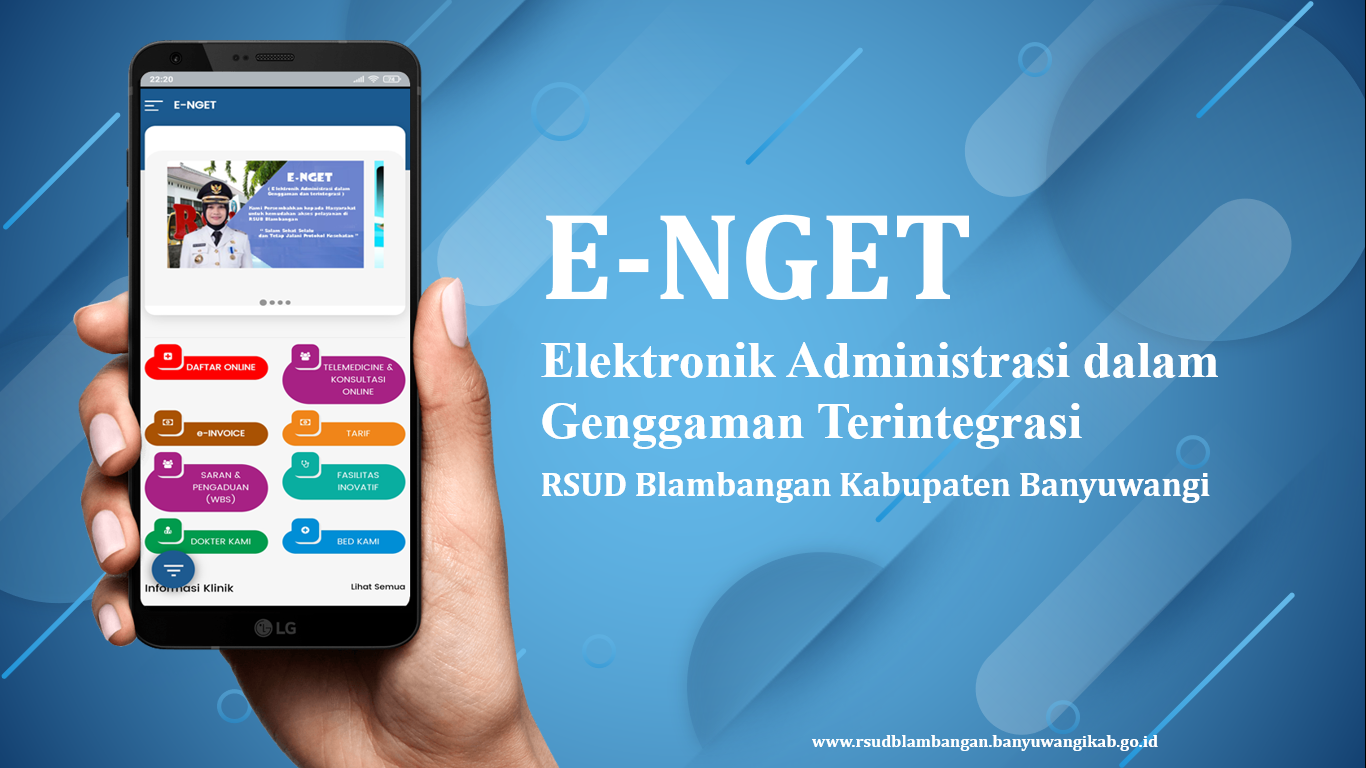 22:20
E-NGET
E-NGET
( Elektronik Administrasi dalam
Genggaman dan Terintegrasi )
Kami Persembahkan kepada Masyarakat
untuk kemudahan akses pelayanan di
RSUD Blambangan
" Salam Sehat Selalu
dan Tetap Jalani Protokol Kesehatan "
DAFTAR ONLINE
TELEMEDICINE &
KONSULTASI
ONLINE
e-INVOICE
TARIF
SARAN &
PENGADUAN
(WBS)
FASILITAS
INOVATIF
DOKTER KAMI
BED KAMI
Informasi Klinik
Lihat Semua
LG
E-NGET
Elektronik Administrasi dalam
Genggaman Terintegrasi
RSUD Blambangan Kabupaten Banyuwangi
www.rsudblambangan.banyuwangikab.go.id